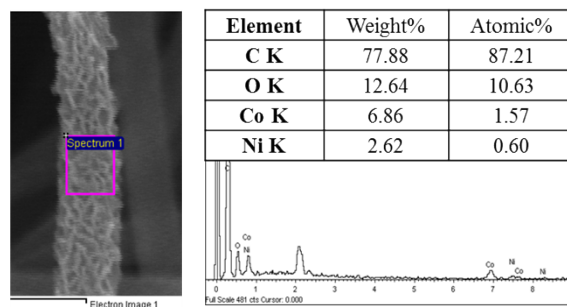 Spectrum 1
Electron Image 1
Element Weight% Atomic%
C K 77.88 87.21
O K 12.64 10.63
Co K 6.86 1.57
Ni K 2.62 0.60
C
O
Co
Ni
Co
Ni
Co
Ni
0 1 2 3 4 5 6 7 8
Full Scale 481 cts Cursor: 0.000